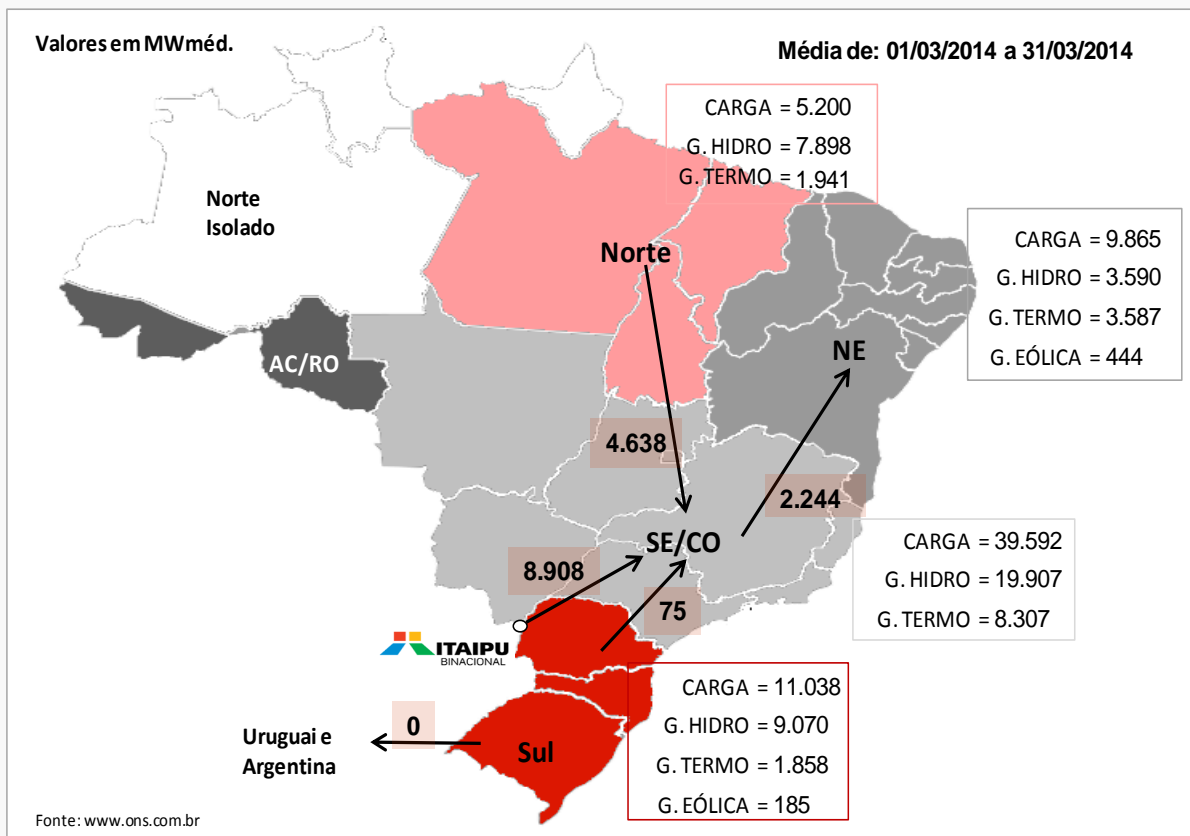 Valores em MWméd.
Média de: 01/03/2014 a 31/03/2014
CARGA = 5.200
G. HIDRO = 7.898
G. TERMO = 1.941
Norte
Isolado
Norte
CARGA = 9.865
G. HIDRO = 3.590
G. TERMO = 3.587
G. EÓLICA = 444
AC/RO
NE
4.638
2.244
SE/CO
CARGA = 39.592
G. HIDRO = 19.907
G. TERMO = 8.307
8.908
75
ITAIPU
BINACIONAL
CARGA = 11.038
G. HIDRO = 9.070
G. TERMO = 1.858
G. EÓLICA = 185
0
Uruguai e
Argentina
Sul
Fonte: www.ons.com.br